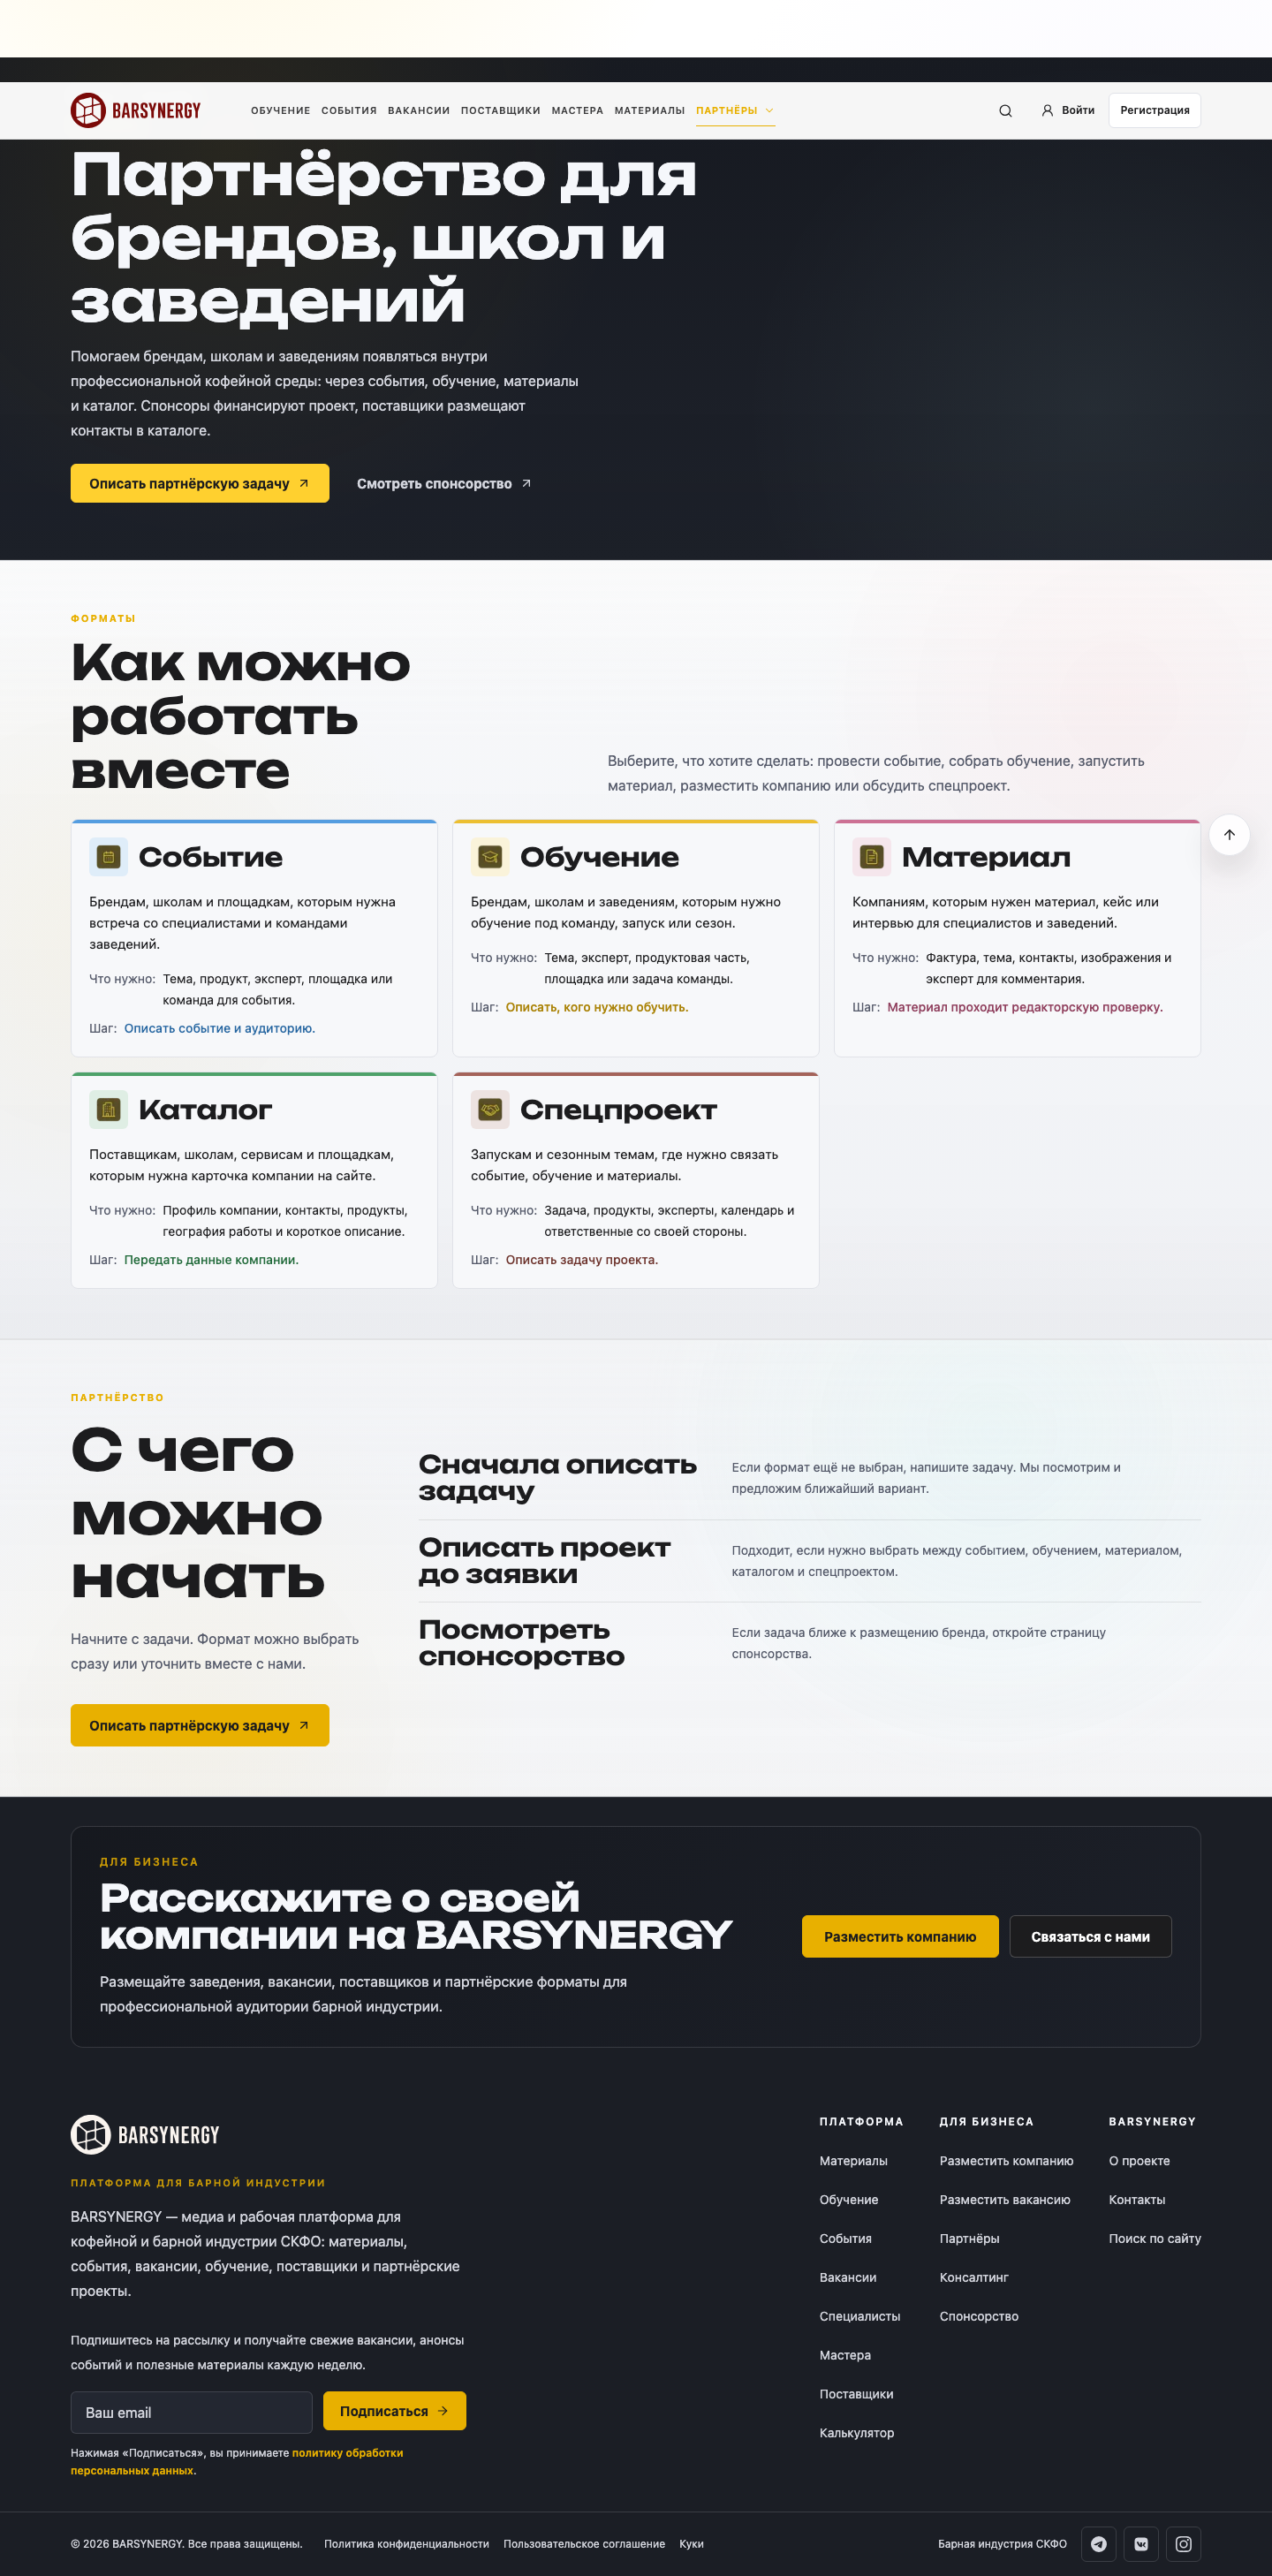 BARSYNERGY
ОБУЧЕНИЕ СОБЫТИЯ ВАКАНСИИ ПОСТАВЩИКИ МАСТЕРА МАТЕРИАЛЫ ПАРТНЁРЫ
Войти
Регистрация
Партнёрство для
брендов, школ и
заведений
Помогаем брендам, школам и заведениям появляться внутри
профессиональной кофейной среды: через события, обучение, материалы
и каталог. Спонсоры финансируют проект, поставщики размещают
контакты в каталоге.
Описать партнёрскую задачу
Смотреть спонсорство
ФОРМАТЫ
Как можно
работать
вместе
Выберите, что хотите сделать: провести событие, собрать обучение, запустить
материал, разместить компанию или обсудить спецпроект.
Событие
Брендам, школам и площадкам, которым нужна
встреча со специалистами и командами
заведений.
Что нужно: Тема, продукт, эксперт, площадка или
команда для события.
Шаг: Описать событие и аудиторию.
Обучение
Брендам, школам и заведениям, которым нужно
обучение под команду, запуск или сезон.
Что нужно: Тема, эксперт, продуктовая часть,
площадка или задача команды.
Шаг: Описать, кого нужно обучить.
Материал
Компаниям, которым нужен материал, кейс или
интервью для специалистов и заведений.
Что нужно: Фактура, тема, контакты, изображения и
эксперт для комментария.
Шаг: Материал проходит редакторскую проверку.
Каталог
Поставщикам, школам, сервисам и площадкам,
которым нужна карточка компании на сайте.
Что нужно: Профиль компании, контакты, продукты,
география работы и короткое описание.
Шаг: Передать данные компании.
Спецпроект
Запускам и сезонным темам, где нужно связать
событие, обучение и материалы.
Что нужно: Задача, продукты, эксперты, календарь и
ответственные со своей стороны.
Шаг: Описать задачу проекта.
ПАРТНЁРСТВО
С чего
можно
начать
Начните с задачи. Формат можно выбрать
сразу или уточнить вместе с нами.
Описать партнёрскую задачу
Сначала описать
задачу
Если формат ещё не выбран, напишите задачу. Мы посмотрим и
предложим ближайший вариант.
Описать проект
до заявки
Подходит, если нужно выбрать между событием, обучением, материалом,
каталогом и спецпроектом.
Посмотреть
спонсорство
Если задача ближе к размещению бренда, откройте страницу
спонсорства.
ДЛЯ БИЗНЕСА
Расскажите о своей
компании на BARSYNERGY
Размещайте заведения, вакансии, поставщиков и партнёрские форматы для
профессиональной аудитории барной индустрии.
Разместить компанию
Связаться с нами
BARSYNERGY
ПЛАТФОРМА ДЛЯ БАРНОЙ ИНДУСТРИИ
BARSYNERGY — медиа и рабочая платформа для
кофейной и барной индустрии СКФО: материалы,
события, вакансии, обучение, поставщики и партнёрские
проекты.
Подпишитесь на рассылку и получайте свежие вакансии, анонсы
событий и полезные материалы каждую неделю.
Ваш email
Подписаться
Нажимая «Подписаться», вы принимаете политику обработки
персональных данных.
ПЛАТФОРМА
Материалы
Обучение
События
Вакансии
Специалисты
Мастера
Поставщики
Калькулятор
ДЛЯ БИЗНЕСА
Разместить компанию
Разместить вакансию
Партнёры
Консалтинг
Спонсорство
BARSYNERGY
О проекте
Контакты
Поиск по сайту
© 2026 BARSYNERGY. Все права защищены.
Политика конфиденциальности
Пользовательское соглашение
Куки
Барная индустрия СКФО